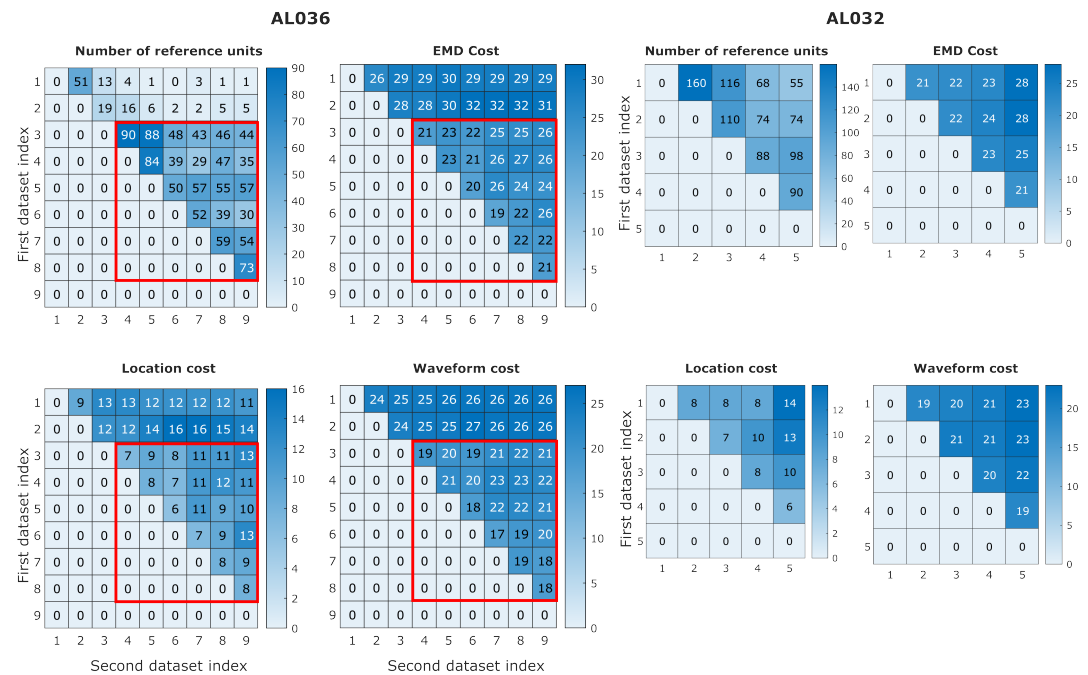 AL036
AL032
Number of reference units
1 0 51 13 4 1 0 3 1 1
2 0 0 19 16 6 2 2 5 5
3 0 0 0 90 88 48 43 46 44
4 0 0 0 0 84 39 29 47 35
5 0 0 0 0 0 50 57 55 57
6 0 0 0 0 0 0 52 39 30
7 0 0 0 0 0 0 0 59 54
8 0 0 0 0 0 0 0 0 73
9 0 0 0 0 0 0 0 0 0
1 2 3 4 5 6 7 8 9
90
80
70
60
50
40
30
20
10
0
First dataset index
EMD Cost
1 0 26 29 29 30 29 29 29 29
2 0 0 28 28 30 32 32 32 31
3 0 0 0 21 23 22 25 25 26
4 0 0 0 0 23 21 26 27 26
5 0 0 0 0 0 20 26 24 24
6 0 0 0 0 0 0 19 22 26
7 0 0 0 0 0 0 0 22 22
8 0 0 0 0 0 0 0 0 21
9 0 0 0 0 0 0 0 0 0
1 2 3 4 5 6 7 8 9
30
25
20
15
10
5
0
Number of reference units
1 0 160 116 68 55
2 0 0 110 74 74
3 0 0 0 88 98
4 0 0 0 0 90
5 0 0 0 0 0
1 2 3 4 5
140
120
100
80
60
40
20
0
First dataset index
EMD Cost
1 0 21 22 23 28
2 0 0 22 24 28
3 0 0 0 23 25
4 0 0 0 0 21
5 0 0 0 0 0
1 2 3 4 5
25
20
15
10
5
0
Location cost
1 0 9 13 13 12 12 12 12 11
2 0 0 12 12 14 16 16 15 14
3 0 0 0 7 9 8 11 11 13
4 0 0 0 0 8 7 11 12 11
5 0 0 0 0 0 6 11 9 10
6 0 0 0 0 0 0 7 9 13
7 0 0 0 0 0 0 0 8 9
8 0 0 0 0 0 0 0 0 8
9 0 0 0 0 0 0 0 0 0
1 2 3 4 5 6 7 8 9
16
14
12
10
8
6
4
2
0
First dataset index
Second dataset index
Waveform cost
1 0 24 25 25 26 26 26 26 26
2 0 0 24 25 25 27 26 26 26
3 0 0 0 19 20 19 21 22 21
4 0 0 0 0 21 20 23 23 22
5 0 0 0 0 0 18 22 22 21
6 0 0 0 0 0 0 17 19 20
7 0 0 0 0 0 0 0 19 18
8 0 0 0 0 0 0 0 0 18
9 0 0 0 0 0 0 0 0 0
1 2 3 4 5 6 7 8 9
25
20
15
10
5
0
Second dataset index
Location cost
1 0 8 8 8 14
2 0 0 7 10 13
3 0 0 0 8 10
4 0 0 0 0 6
5 0 0 0 0 0
1 2 3 4 5
12
10
8
6
4
2
0
First dataset index
Waveform cost
1 0 19 20 21 23
2 0 0 21 21 23
3 0 0 0 20 22
4 0 0 0 0 19
5 0 0 0 0 0
1 2 3 4 5
20
15
10
5
0